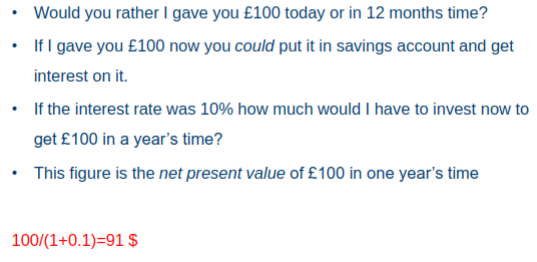 • Would you rather I gave you £100 today or in 12 months time?
• If I gave you £100 now you could put it in savings account and get
interest on it.
• If the interest rate was 10% how much would I have to invest now to
get £100 in a year's time?
• This figure is the net present value of £100 in one year's time
100/(1+0.1)=91 $